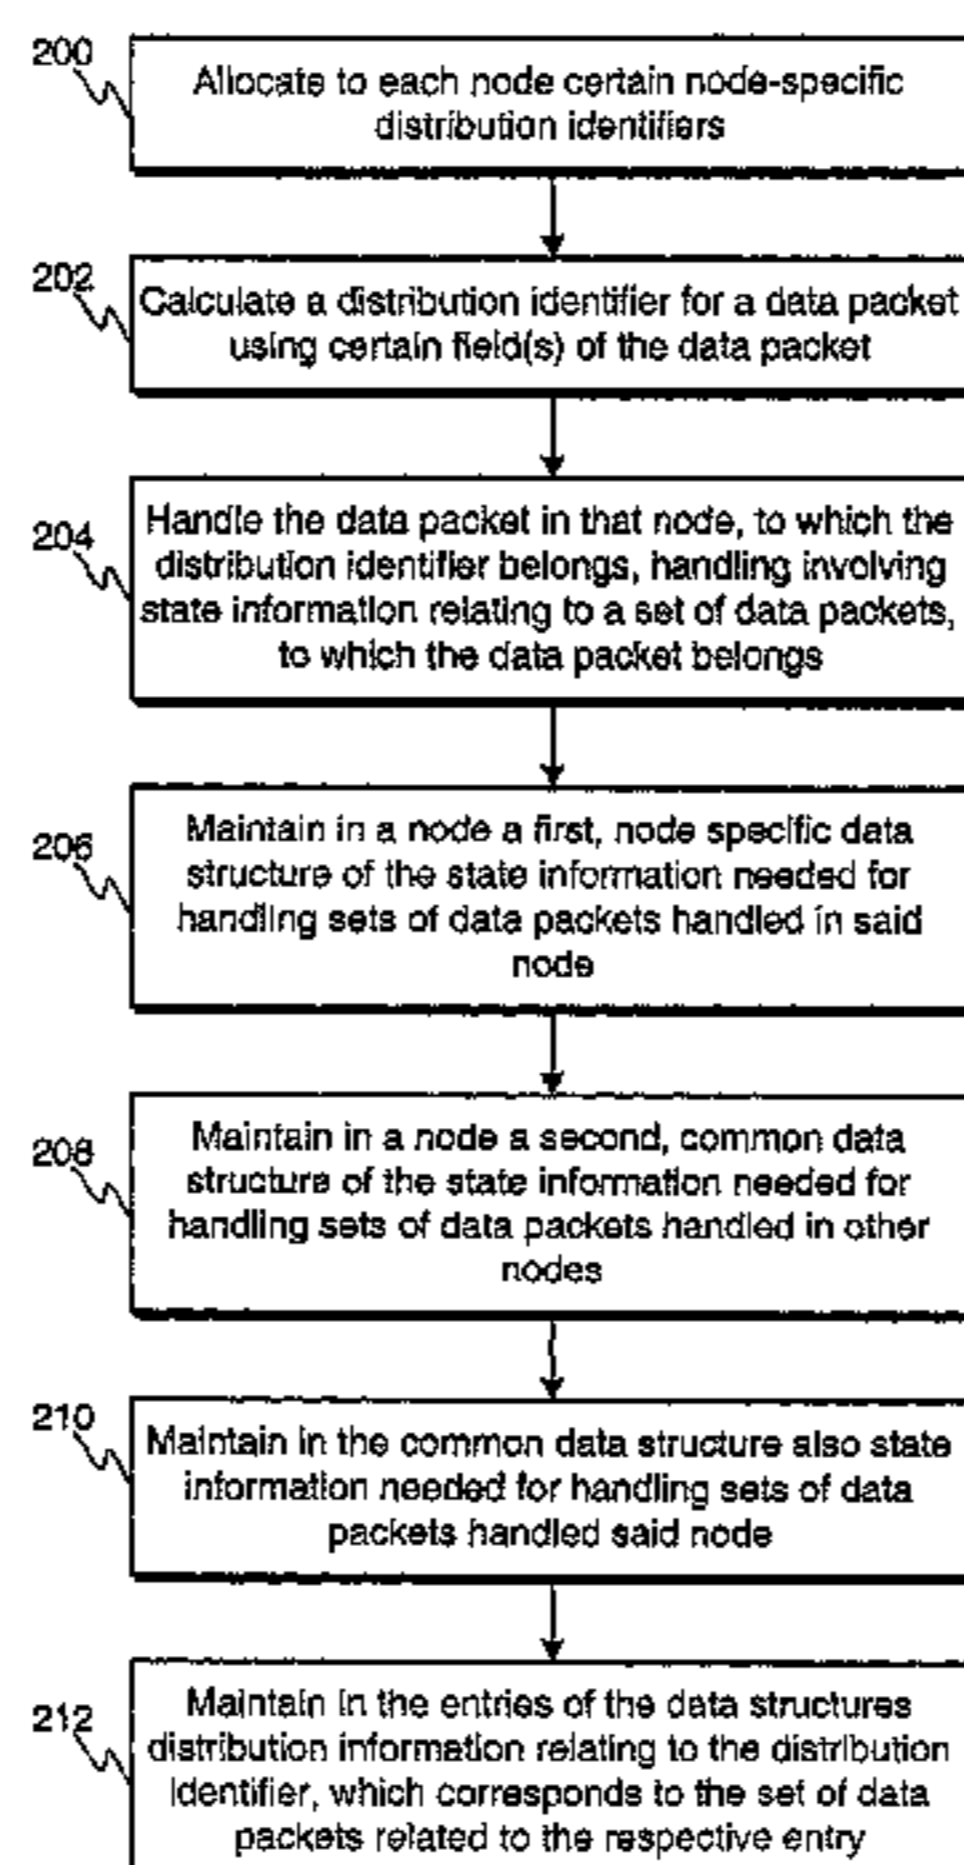 200
Allocate to each node certain node-specific
distribution identifiers
202
Calculate a distribution identifier for a data packet
using certain field(s) of the data packet
204
Handle the data packet in that node, to which the
distribution identifier belongs, handling involving
state information relating to a set of data packets,
to which the data packet belongs
206
Maintain in a node a first, node specific data
structure of the state information needed for
handling sets of data packets handled in said
node
208
Maintain in a node a second, common data
structure of the state information needed for
handling sets of data packets handled in other
nodes
210
Maintain in the common data structure also state
information needed for handling sets of data
packets handled said node
212
Maintain in the entries of the data structures
distribution information relating to the distribution
identifier, which corresponds to the set of data
packets related to the respective entry